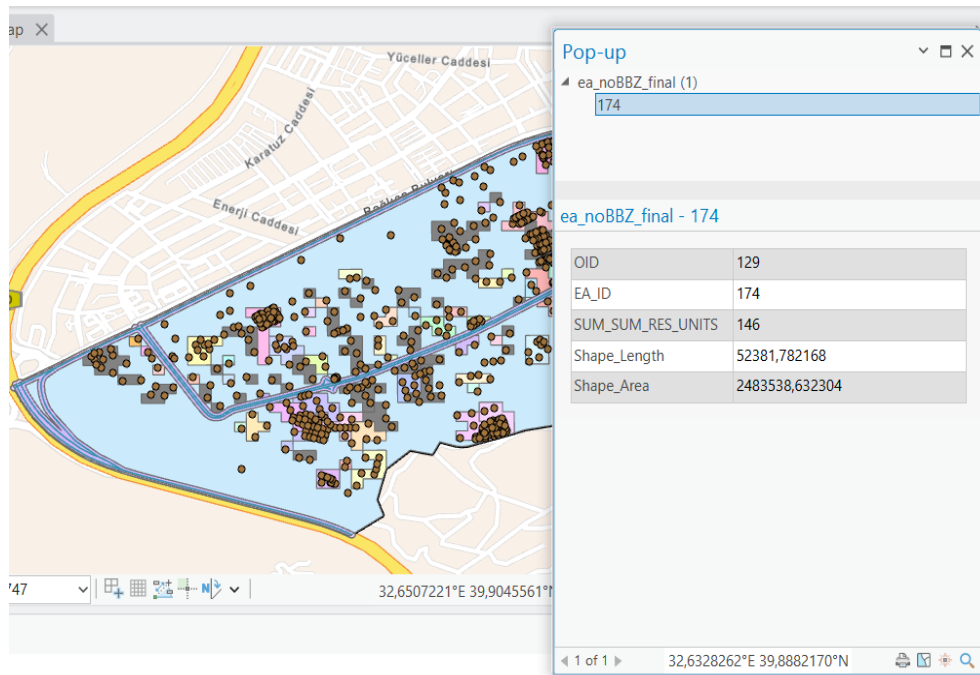 ap
Yüceller Caddesi
Karatuz Caddesi
Enerji Caddesi
Pop-up
ea_noBBZ_final (1)
174
ea_noBBZ_final - 174
OID 129
EA_ID 174
SUM_SUM_RES_UNITS 146
Shape_Length 52381,782168
Shape_Area 2483538,632304
747
N
32,6507221°E 39,9045561°N
1 of 1
32,6328262°E 39,8882170°N